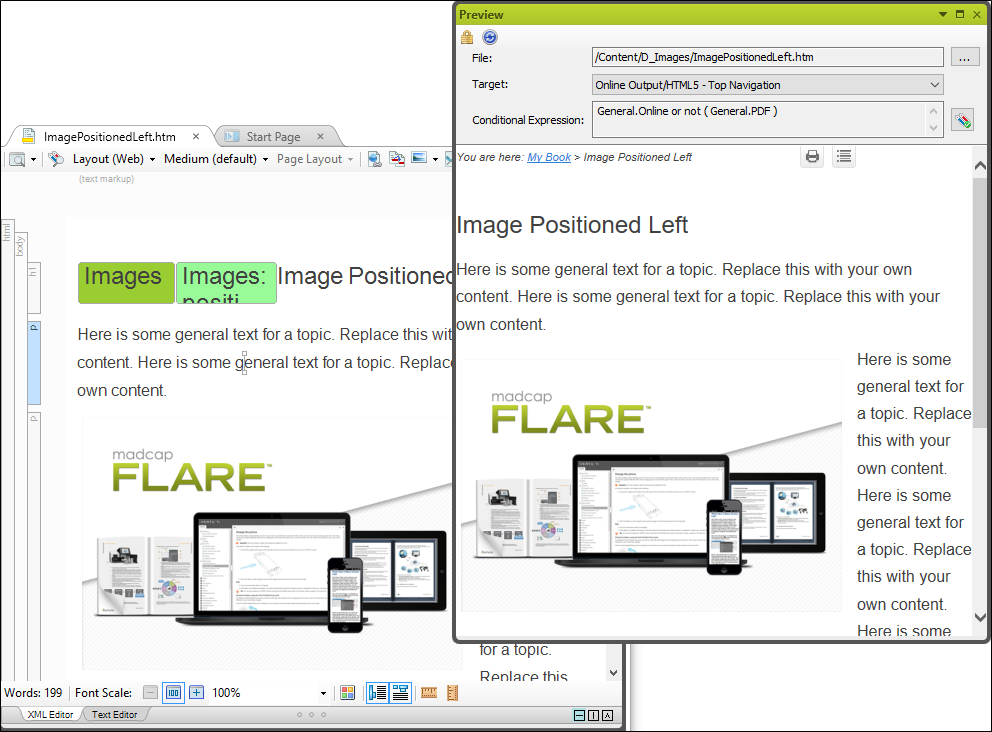 Preview
File:
/Content/D_Images/ImagePositionedLeft.htm
...
Target:
Online Output/HTML5 - Top Navigation
Conditional Expression:
General.Online or not ( General.PDF )
You are here: My Book > Image Positioned Left
Image Positioned Left
Here is some general text for a topic. Replace this with your own
content. Here is some general text for a topic. Replace this with your
own content.
madcap
FLARE™
Here is some
general text for
a topic. Replace
this with your
own content.
Here is some
general text for
a topic. Replace
this with your
own content.
Here is some
ImagePositionedLeft.htm
Start Page
Layout (Web)
Medium (default)
Page Layout
(text markup)
html
body
h1
p
p
Images
Images:
positi
Image Positioned
Here is some general text for a topic. Replace this wit
content. Here is some general text for a topic. Replace
own content.
madcap
FLARE™
for a topic.
Replace this
Words: 199
Font Scale:
100
100%
XML Editor
Text Editor
A